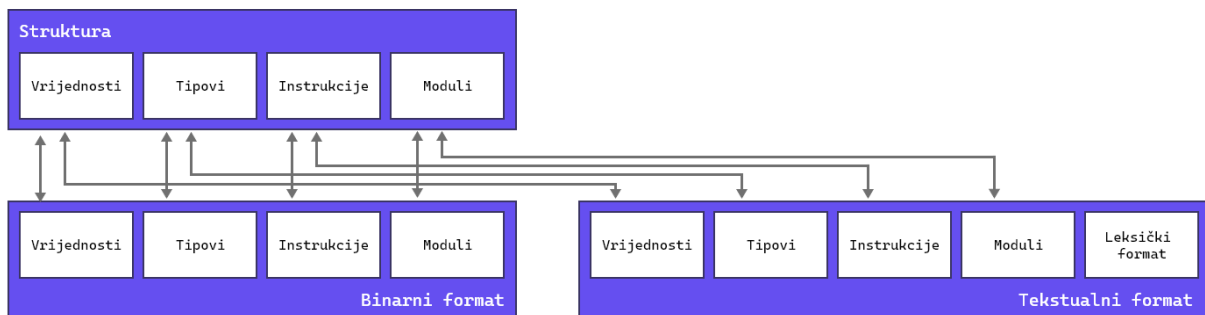 Struktura
Vrijednosti
Tipovi
Instrukcije
Moduli
Vrijednosti
Tipovi
Instrukcije
Moduli
Binarni format
Vrijednosti
Tipovi
Instrukcije
Moduli
Leksički
format
Tekstualni format